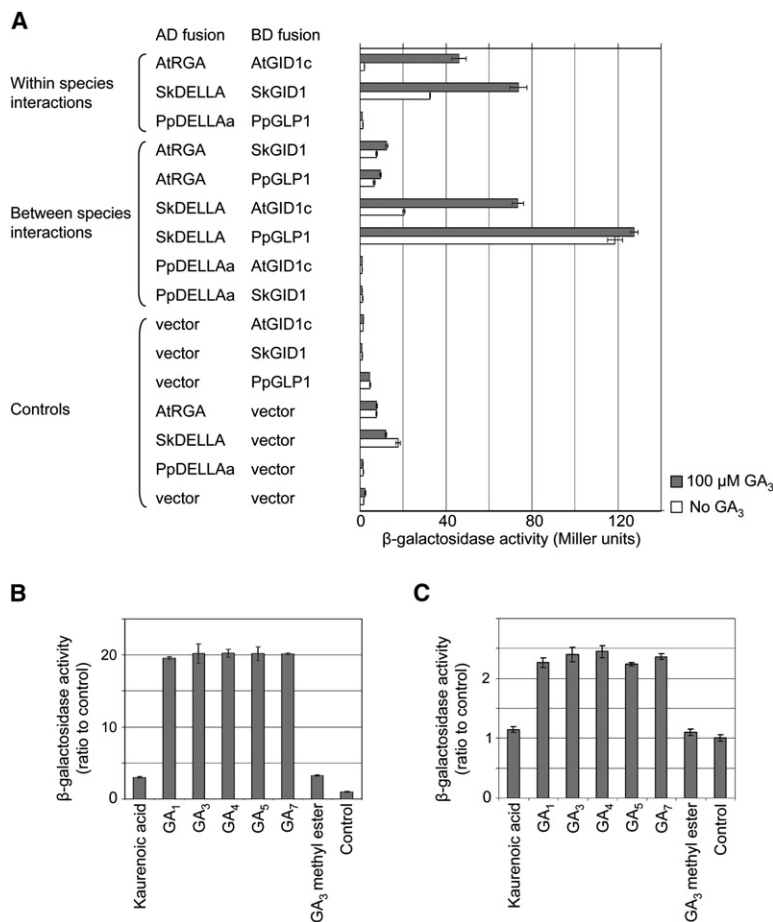 A
AD fusion BD fusion
Within species
interactions
AtRGA AtGID1c
SkDELLA SkGID1
PpDELLAa PpGLP1
Between species
interactions
AtRGA SkGID1
AtRGA PpGLP1
SkDELLA AtGID1c
SkDELLA PpGLP1
PpDELLAa AtGID1c
PpDELLAa SkGID1
Controls
vector AtGID1c
vector SkGID1
vector PpGLP1
AtRGA vector
SkDELLA vector
PpDELLAa vector
vector vector
0 40 80 120
β-galactosidase activity (Miller units)
100 µM GA3
No GA3
B
β-galactosidase activity
(ratio to control)
20
10
0
Kaurenoic acid
GA1
GA3
GA4
GA5
GA7
GA3 methyl ester
Control
C
β-galactosidase activity
(ratio to control)
2
1
0
Kaurenoic acid
GA1
GA3
GA4
GA5
GA7
GA3 methyl ester
Control